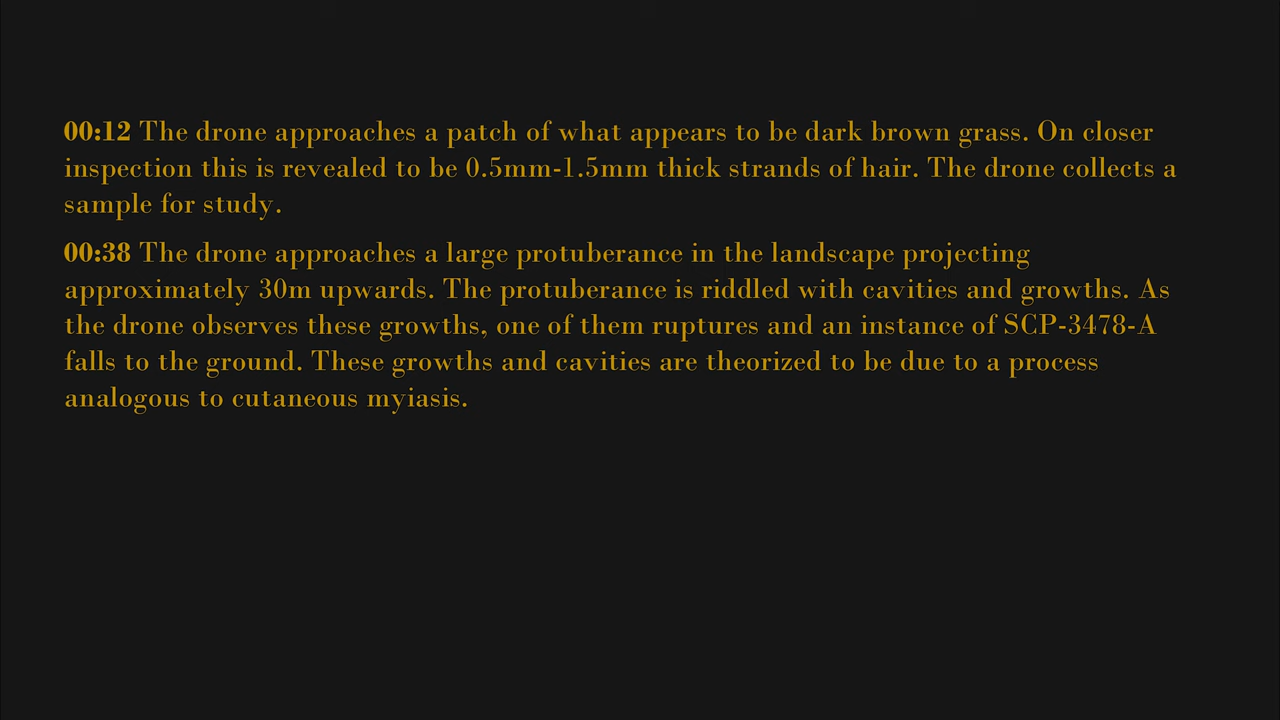 00:12 The drone approaches a patch of what appears to be dark brown grass. On closer
inspection this is revealed to be 0.5mm-1.5mm thick strands of hair. The drone collects a
sample for study.
00:38 The drone approaches a large protuberance in the landscape projecting
approximately 30m upwards. The protuberance is riddled with cavities and growths. As
the drone observes these growths, one of them ruptures and an instance of SCP-3478-A
falls to the ground. These growths and cavities are theorized to be due to a process
analogous to cutaneous myiasis.